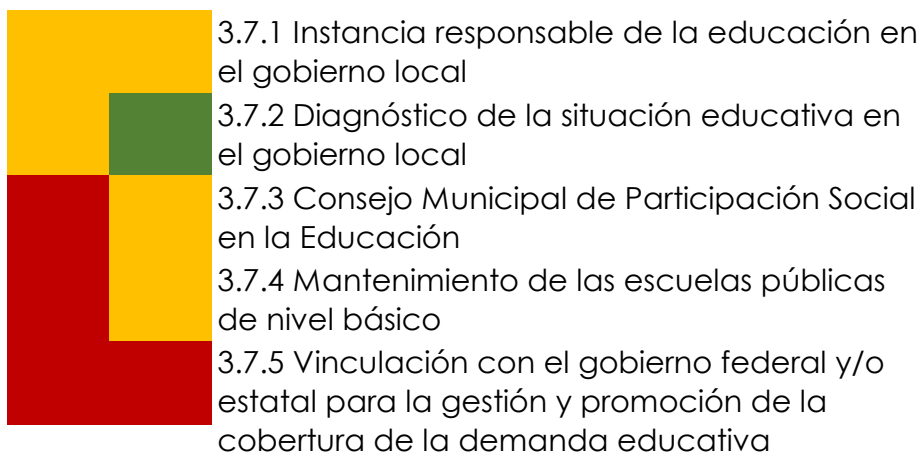 3.7.1 Instancia responsable de la educación en
el gobierno local
3.7.2 Diagnóstico de la situación educativa en
el gobierno local
3.7.3 Consejo Municipal de Participación Social
en la Educación
3.7.4 Mantenimiento de las escuelas públicas
de nivel básico
3.7.5 Vinculación con el gobierno federal y/o
estatal para la gestión y promoción de la
cobertura de la demanda educativa